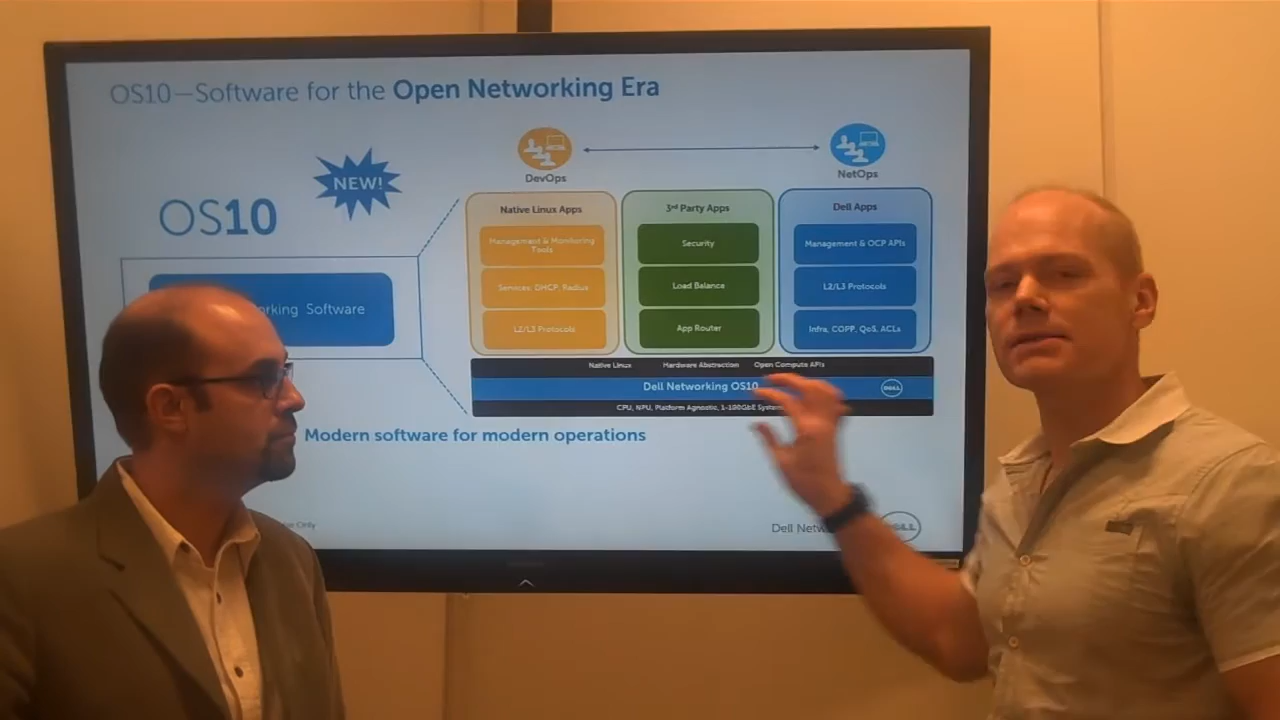 OS10—Software for the Open Networking Era
DevOps
NetOps
NEW!
OS10
Native Linux Apps
Management & Monitoring
Tools
Services: DHCP, Radius
L2/L3 Protocols
3rd Party Apps
Security
Load Balance
App Router
Dell Apps
Management & OCP APIs
L2/L3 Protocols
Infra, COPP, QoS, ACLs
Software
Native Linux Hardware Abstraction Open Compute APIs
Dell Networking OS10
DELL
CPU, NPU, Platform Agnostic, 1-100GbE
Modern software for modern operations
Only
Dell